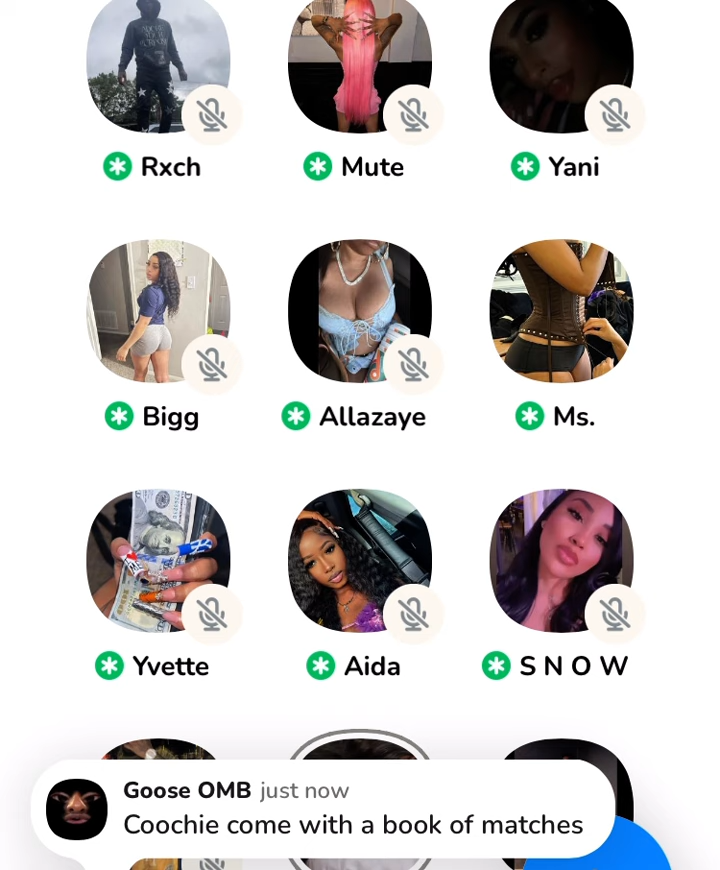 Rxch
Mute
Yani
Bigg
Allazaye
Ms.
Yvette
Aida
S N O W
Goose OMB just now
Coochie come with a book of matches